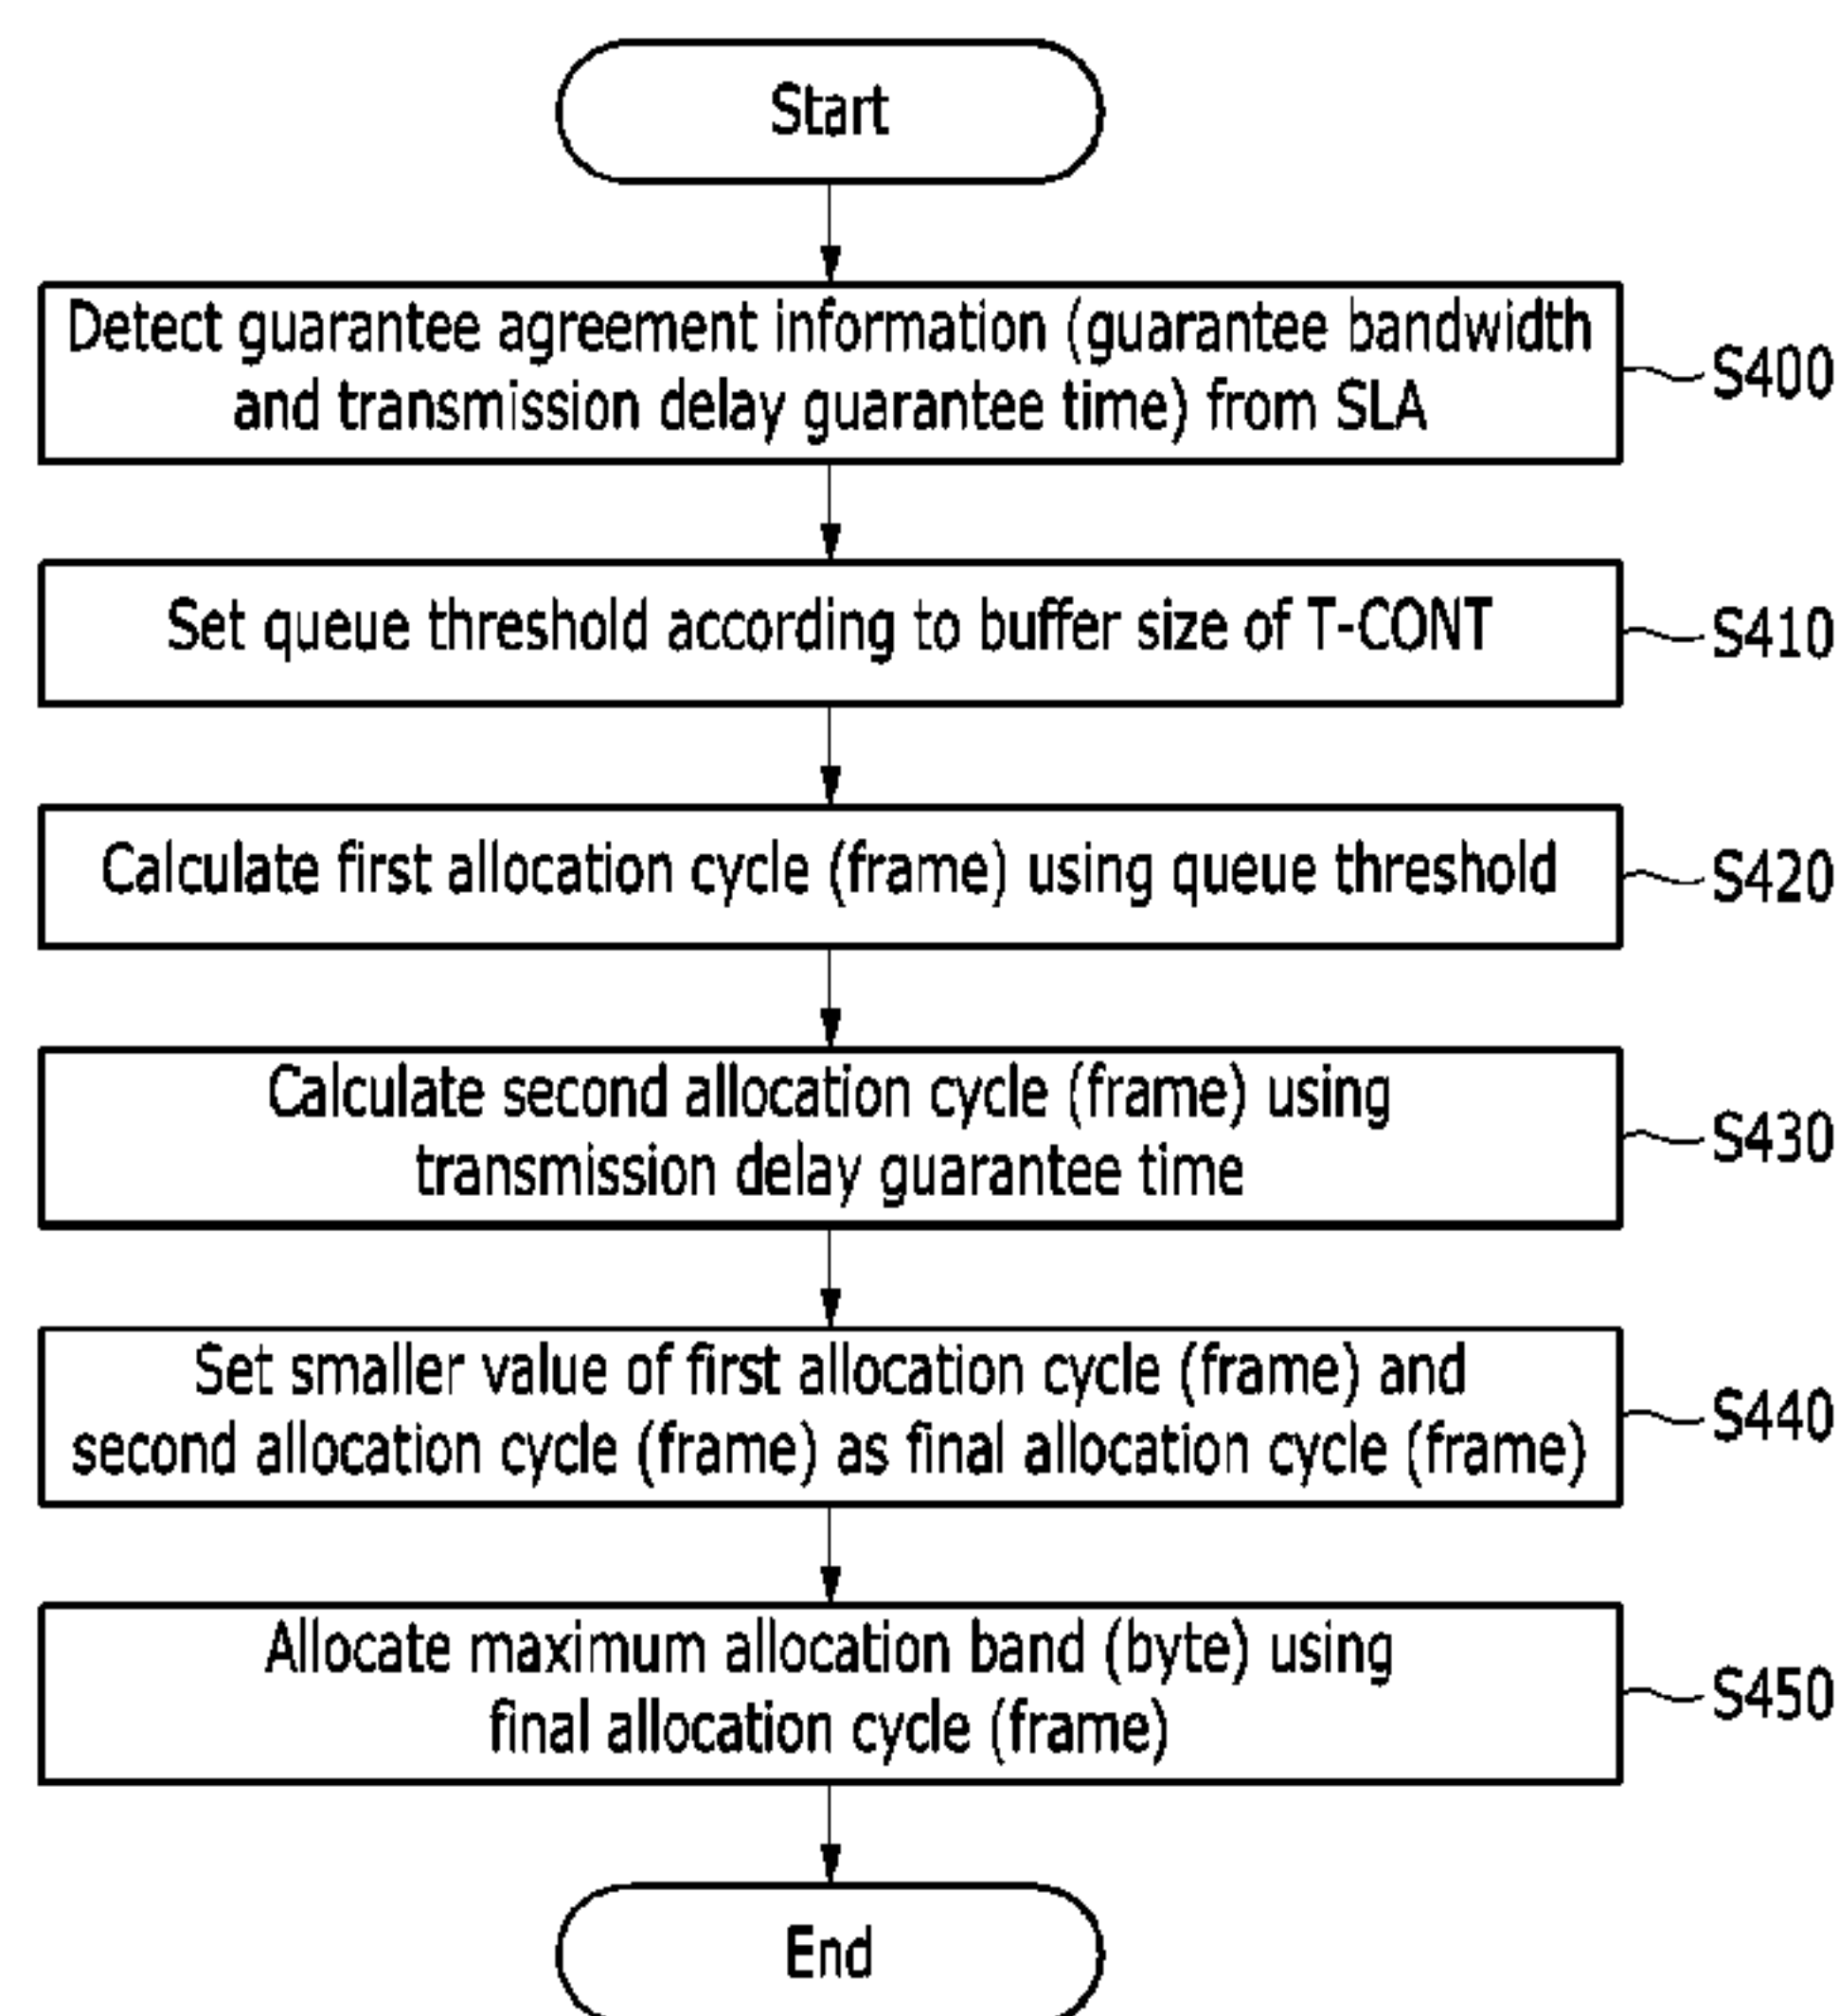 Start
Detect guarantee agreement information (guarantee bandwidth
and transmission delay guarantee time) from SLA
S400
Set queue threshold according to buffer size of T-CONT
S410
Calculate first allocation cycle (frame) using queue threshold
S420
Calculate second allocation cycle (frame) using
transmission delay guarantee time
S430
Set smaller value of first allocation cycle (frame) and
second allocation cycle (frame) as final allocation cycle (frame)
S440
Allocate maximum allocation band (byte) using
final allocation cycle (frame)
S450
End